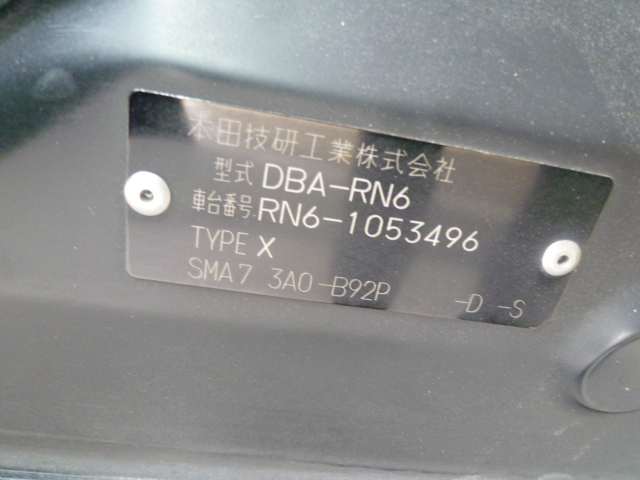 本田技研工業株式会社
型式 DBA-RN6
車台番号 RN6-1053496
TYPE X
SMA7 3A0-B92P -D -S